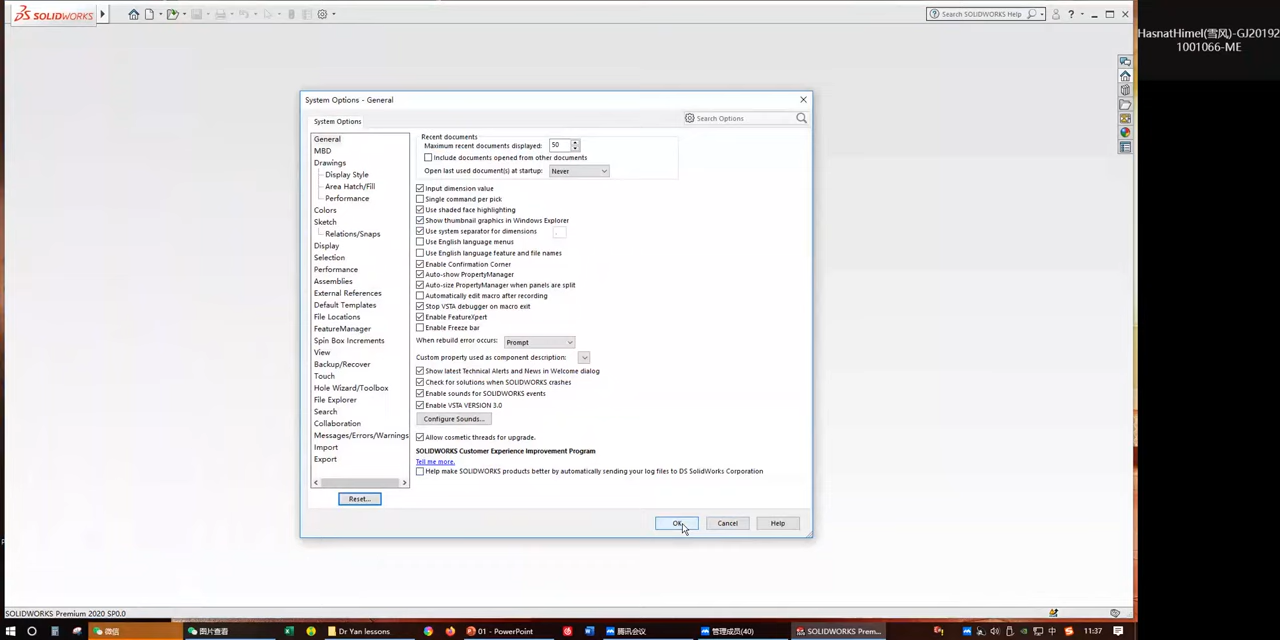 SOLIDWORKS
Search SOLIDWORKS Help
?
HasnatHimel(雪风)-GJ20192
1001066-ME
System Options - General
System Options
Search Options
General
MBD
Drawings
Display Style
Area Hatch/Fill
Performance
Colors
Sketch
Relations/Snaps
Display
Selection
Performance
Assemblies
External References
Default Templates
File Locations
FeatureManager
Spin Box Increments
View
Backup/Recover
Touch
Hole Wizard/Toolbox
File Explorer
Search
Collaboration
Messages/Errors/Warnings
Import
Export
Reset...
Recent documents
Maximum recent documents displayed: 50
Include documents opened from other documents
Open last used document(s) at startup: Never
Input dimension value
Single command per pick
Use shaded face highlighting
Show thumbnail graphics in Windows Explorer
Use system separator for dimensions .
Use English language menus
Use English language feature and file names
Enable Confirmation Corner
Auto-show PropertyManager
Auto-size PropertyManager when panels are split
Automatically edit macro after recording
Stop VSTA debugger on macro exit
Enable FeatureXpert
Enable Freeze bar
When rebuild error occurs: Prompt
Custom property used as component description:
Show latest Technical Alerts and News in Welcome dialog
Check for solutions when SOLIDWORKS crashes
Enable sounds for SOLIDWORKS events
Enable VSTA VERSION 3.0
Configure Sounds...
Allow cosmetic threads for upgrade.
SOLIDWORKS Customer Experience Improvement Program
Tell me more.
Help make SOLIDWORKS products better by automatically sending your log files to DS SolidWorks Corporation
OK Cancel Help
SOLIDWORKS Premium 2020 SP0.0
微信 图片查看 Dr Yan lessons 01 - PowerPoint 腾讯会议 管理成员(40) SOLIDWORKS Prem... 中 11:37